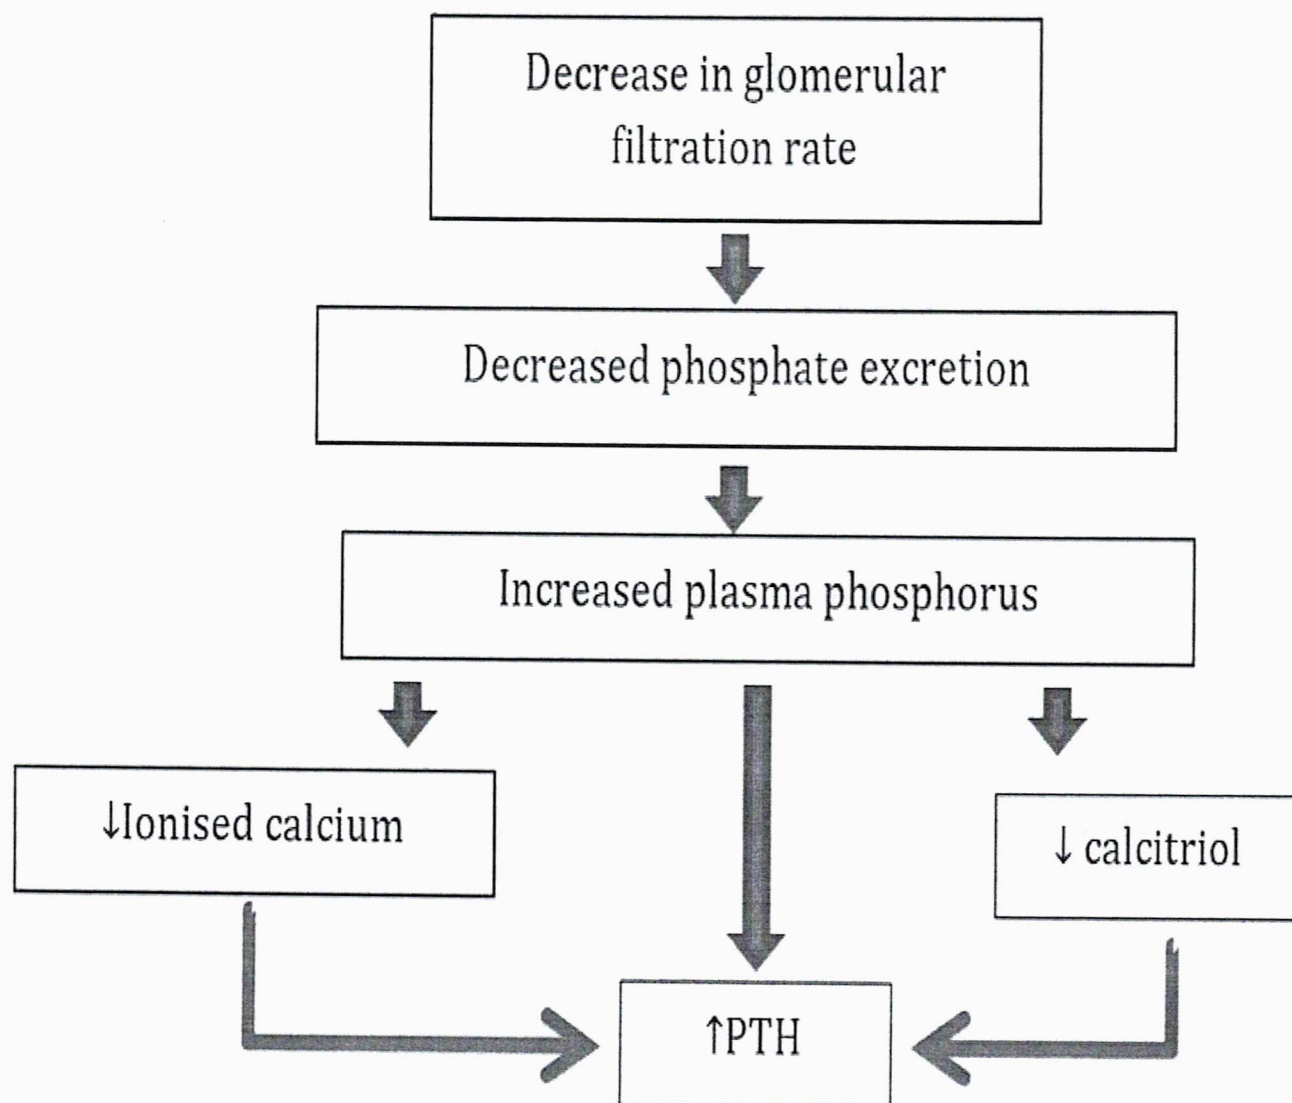 Decrease in glomerular
filtration rate
Decreased phosphate excretion
Increased plasma phosphorus
↓Ionised calcium
↓ calcitriol
↑PTH